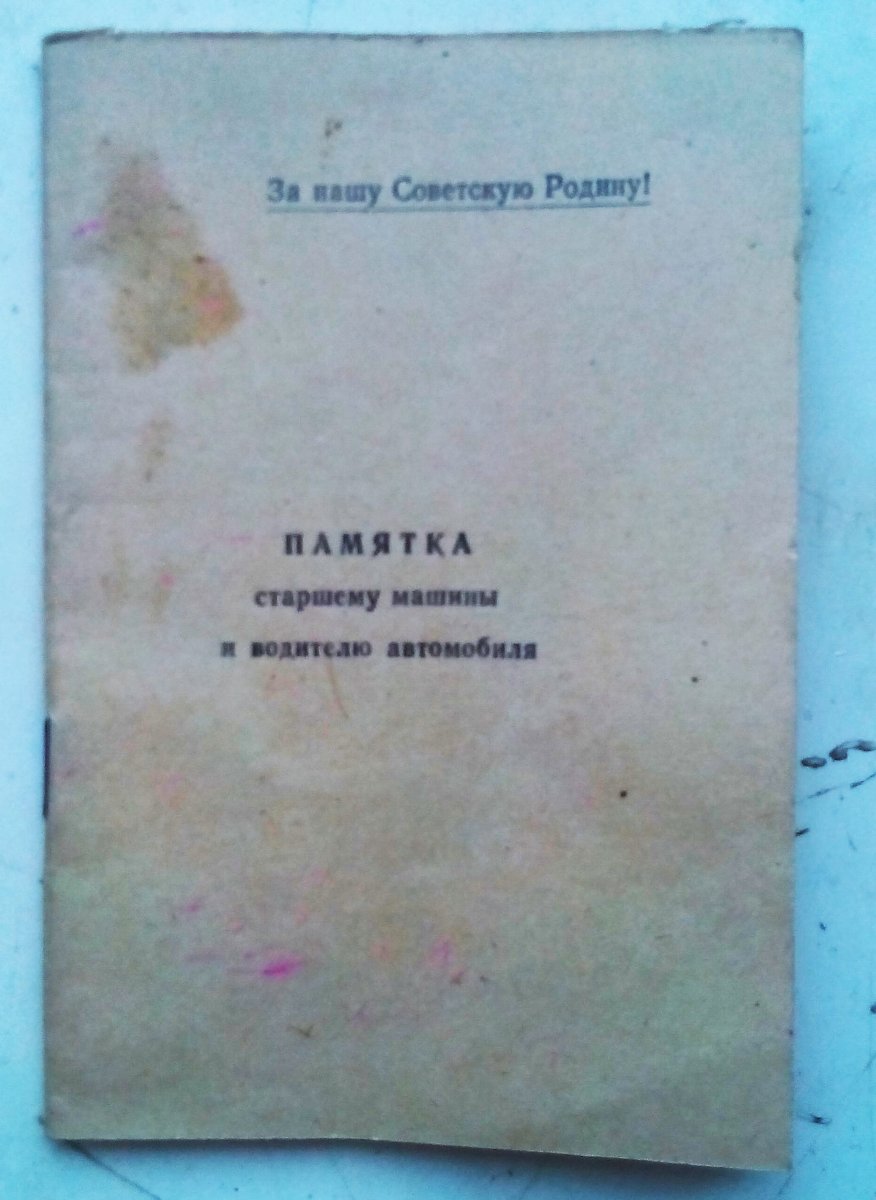 За нашу Советскую Родину!
ПАМЯТКА
старшему машины
и водителю автомобиля